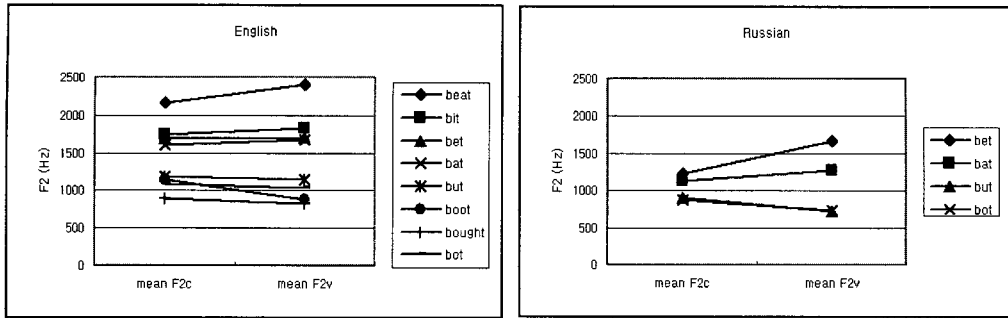 English
F2 (Hz)
2500
2000
1500
1000
500
0
mean F2c
mean F2v
beat
bit
bet
bat
but
boot
bought
bot
Russian
F2 (Hz)
2500
2000
1500
1000
500
0
mean F2c
mean F2v
bet
bat
but
bot